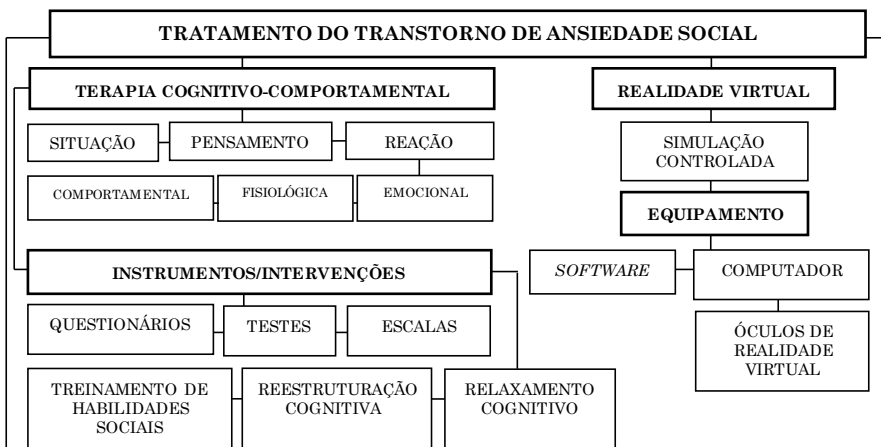 TRATAMENTO DO TRANSTORNO DE ANSIEDADE SOCIAL
TERAPIA COGNITIVO-COMPORTAMENTAL
REALIDADE VIRTUAL
SITUAÇÃO
PENSAMENTO
REAÇÃO
SIMULAÇÃO
CONTROLADA
COMPORTAMENTAL
FISIOLÓGICA
EMOCIONAL
EQUIPAMENTO
INSTRUMENTOS/INTERVENÇÕES
SOFTWARE
COMPUTADOR
QUESTIONÁRIOS
TESTES
ESCALAS
ÓCULOS DE
REALIDADE
VIRTUAL
TREINAMENTO DE
HABILIDADES
SOCIAIS
REESTRUTURAÇÃO
COGNITIVA
RELAXAMENTO
COGNITIVO